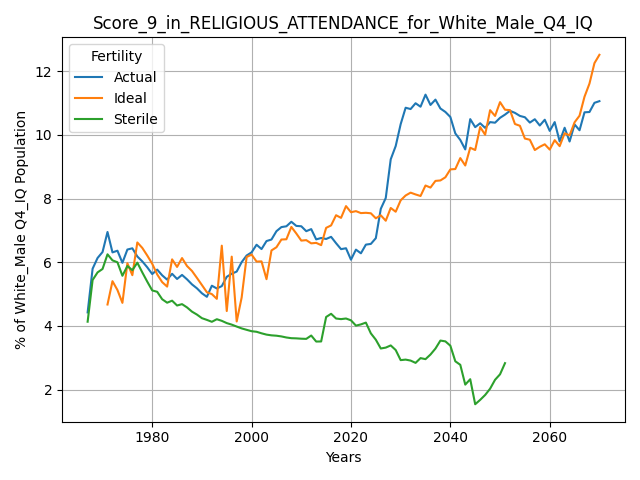 Score_9_in_RELIGIOUS_ATTENDANCE_for_White_Male_Q4_IQ
Fertility
Actual
Ideal
Sterile
% of White_Male Q4_IQ Population
12
10
8
6
4
2
1980
2000
2020
2040
2060
Years